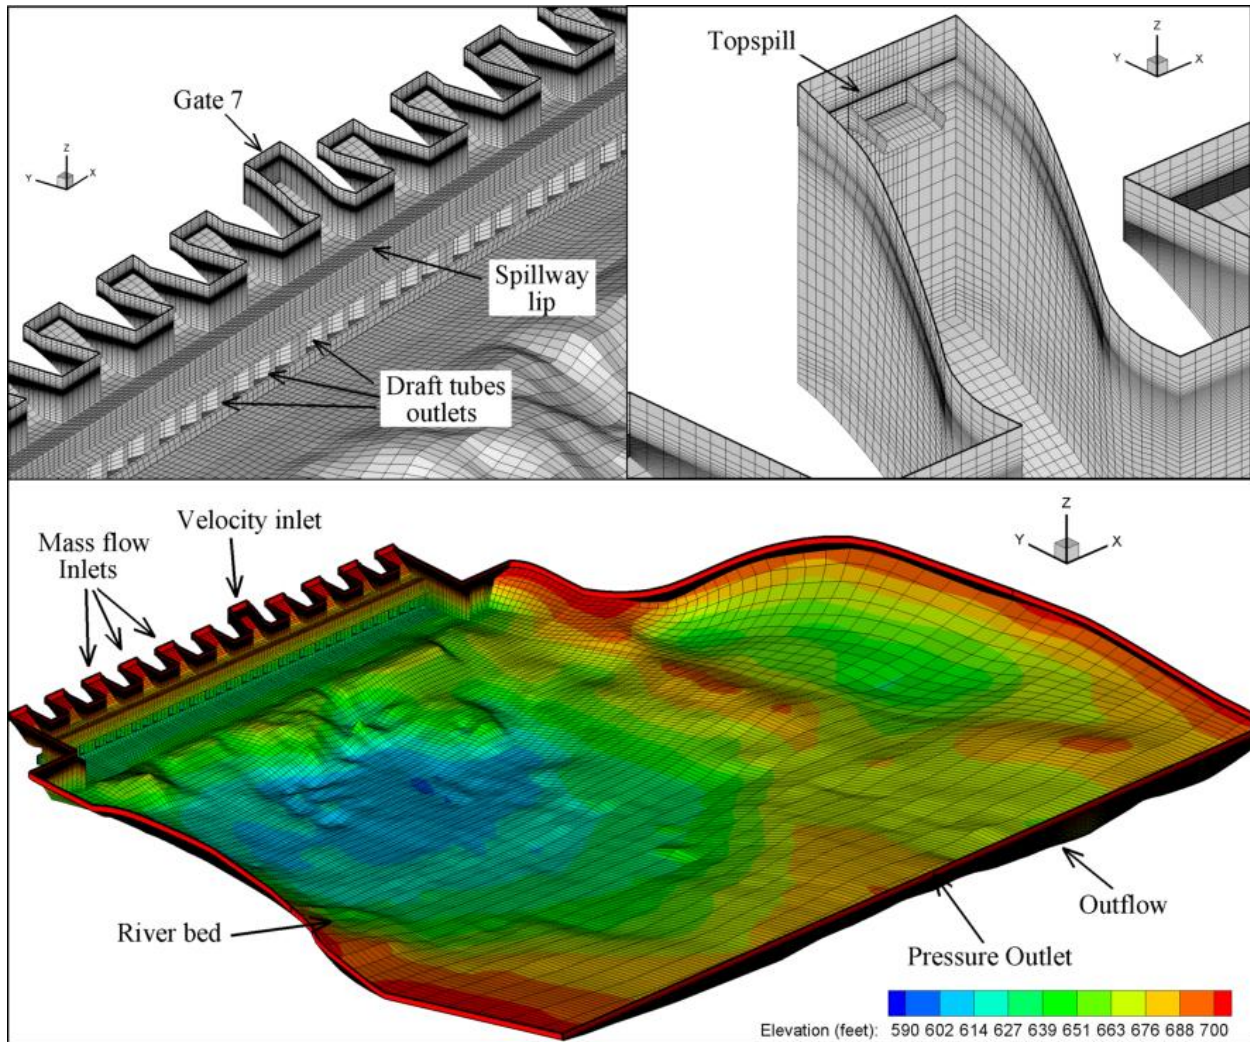 Gate 7
Z
Y
X
Spillway
lip
Draft tubes
outlets
Topspill
Z
Y
X
Velocity inlet
Mass flow
Inlets
Z
Y
X
River bed
Outflow
Pressure Outlet
Elevation (feet): 590 602 614 627 639 651 663 676 688 700